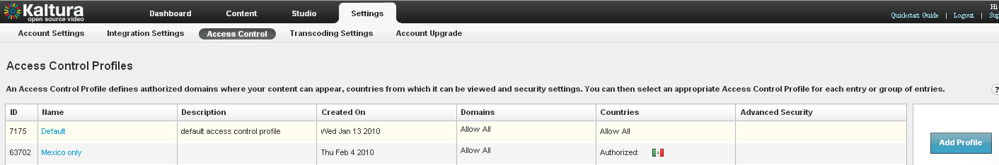 Kaltura
open source video
Dashboard Content Studio Settings
Hi
Quickstart Guide | Logout | Sup
Account Settings Integration Settings Access Control Transcoding Settings Account Upgrade
Access Control Profiles
An Access Control Profile defines authorized domains where your content can appear, countries from which it can be viewed and security settings. You can then select an appropriate Access Control Profile for each entry or group of entries.
?
ID Name Description Created On Domains Countries Advanced Security
7175 Default default access control profile Wed Jan 13 2010 Allow All Allow All
63702 Mexico only Thu Feb 4 2010 Allow All Authorized:
Add Profile